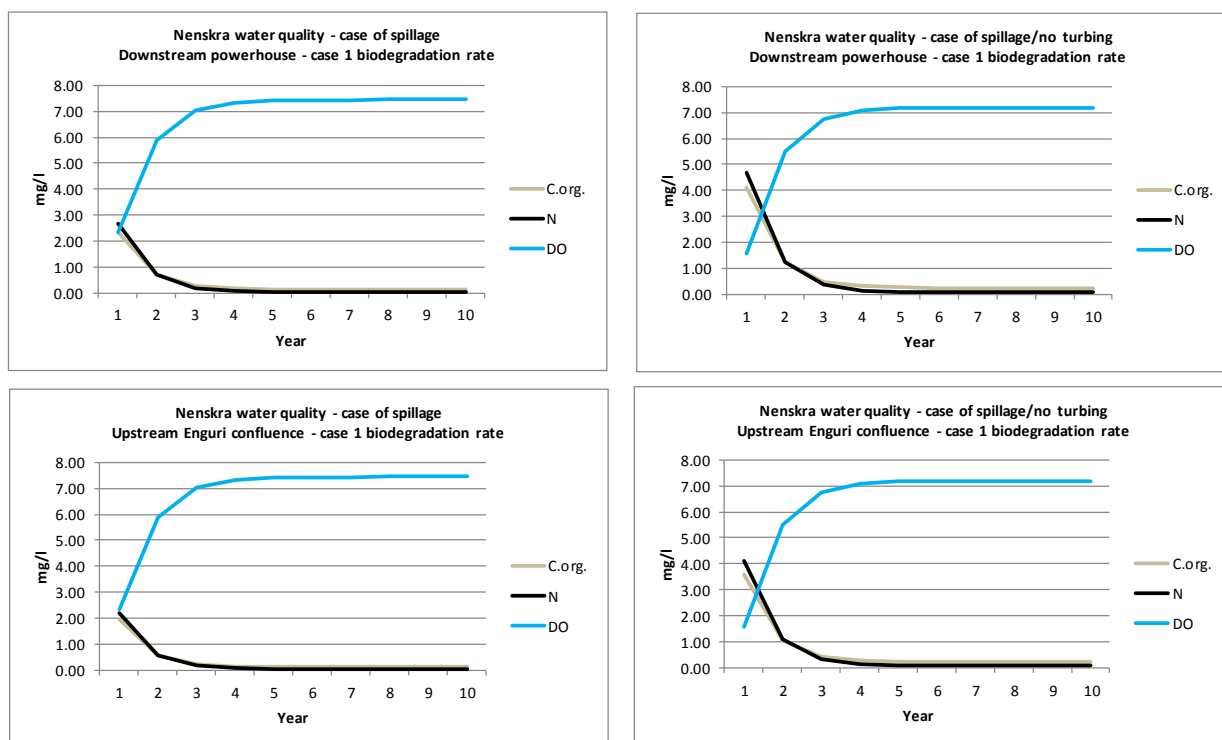 Nenskra water quality - case of spillage
Downstream powerhouse - case 1 biodegradation rate
8.00
7.00
6.00
5.00
4.00
3.00
2.00
1.00
0.00
mg/l
1 2 3 4 5 6 7 8 9 10
Year
C.org.
N
DO
Nenskra water quality - case of spillage/no turbing
Downstream powerhouse - case 1 biodegradation rate
8.00
7.00
6.00
5.00
4.00
3.00
2.00
1.00
0.00
mg/l
1 2 3 4 5 6 7 8 9 10
Year
C.org.
N
DO
Nenskra water quality - case of spillage
Upstream Enguri confluence - case 1 biodegradation rate
8.00
7.00
6.00
5.00
4.00
3.00
2.00
1.00
0.00
mg/l
1 2 3 4 5 6 7 8 9 10
Year
C.org.
N
DO
Nenskra water quality - case of spillage/no turbing
Upstream Enguri confluence - case 1 biodegradation rate
8.00
7.00
6.00
5.00
4.00
3.00
2.00
1.00
0.00
mg/l
1 2 3 4 5 6 7 8 9 10
Year
C.org.
N
DO